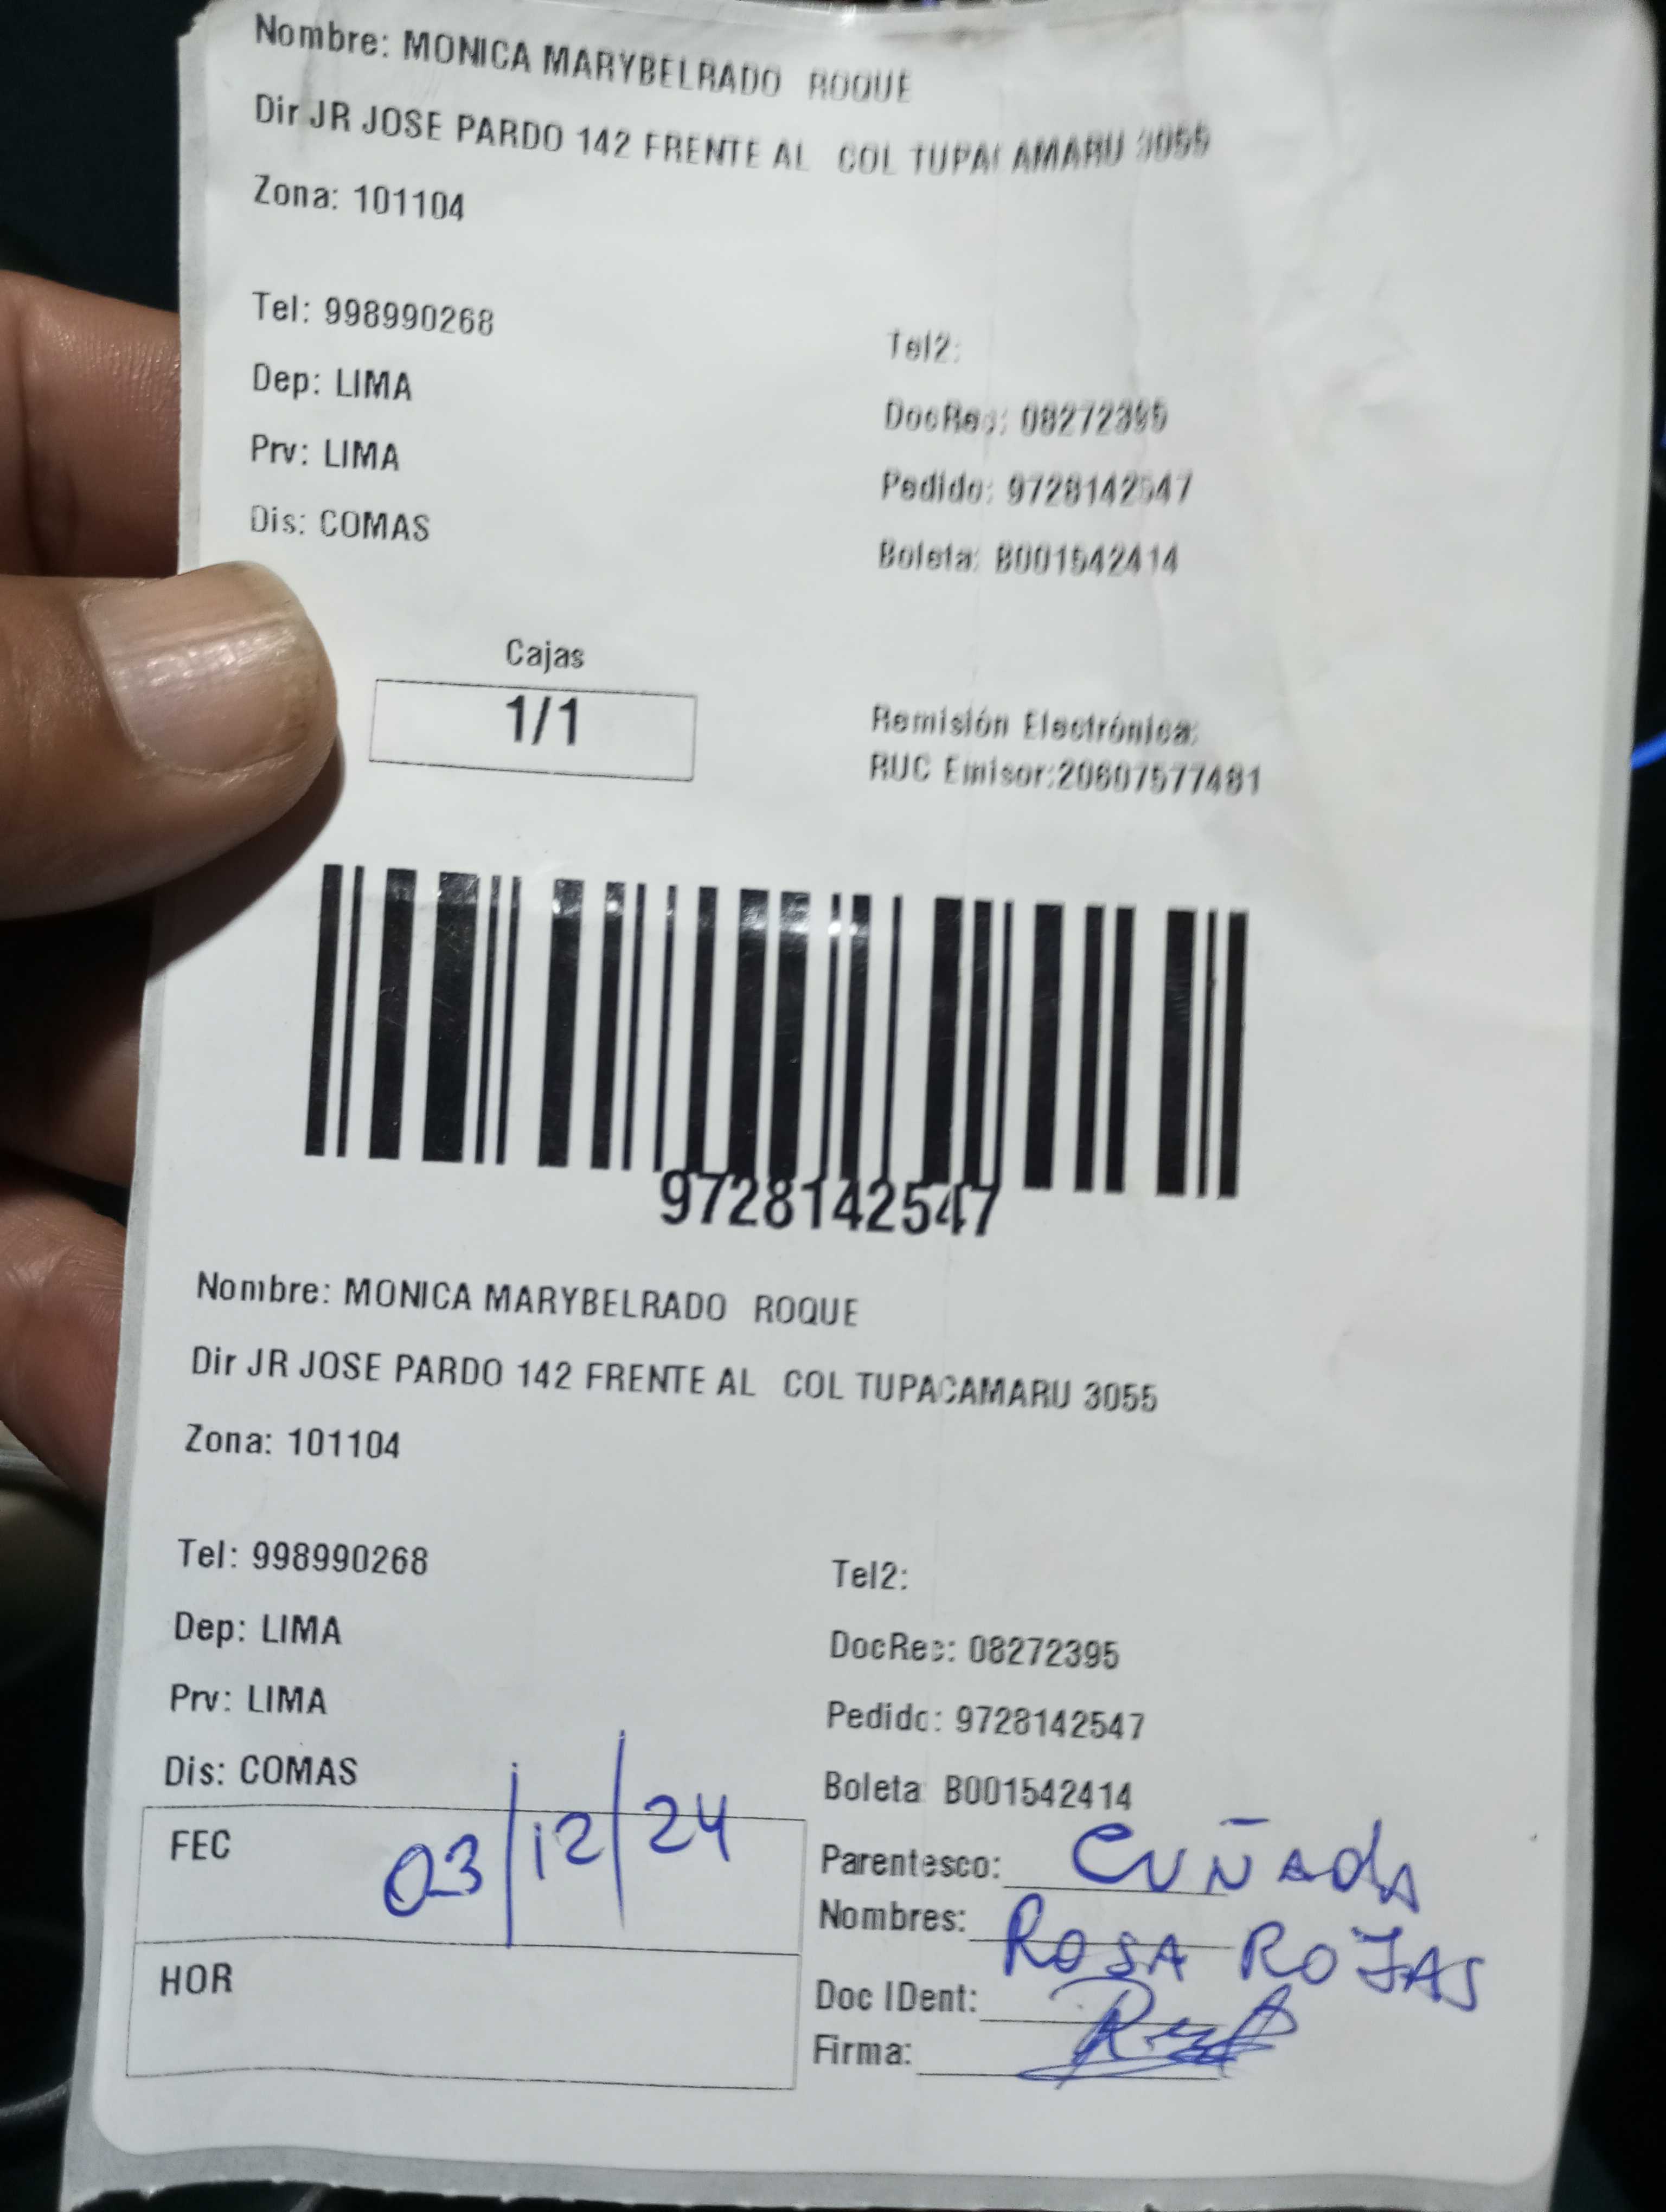 Nombre: MONICA MARYBELRADO ROQUE
Dir JR JOSE PARDO 142 FRENTE AL COL TUPAC AMARU 3055
Zona: 101104
Tel: 998990268
Tel2:
Dep: LIMA
DocRec: 08272395
Prv: LIMA
Pedido: 9728142547
Dis: COMAS
Boleta: B001542414
Cajas
1/1
Remisión Electrónica:
RUC Emisor:20607577481
9728142547
Nombre: MONICA MARYBELRADO ROQUE
Dir JR JOSE PARDO 142 FRENTE AL COL TUPACAMARU 3055
Zona: 101104
Tel: 998990268
Tel2:
Dep: LIMA
DocRec: 08272395
Prv: LIMA
Pedido: 9728142547
Dis: COMAS
Boleta: B001542414
FEC 03/12/24
Parentesco: CUÑADA
Nombres: ROSA ROJAS
HOR
Doc IDent:
Firma: